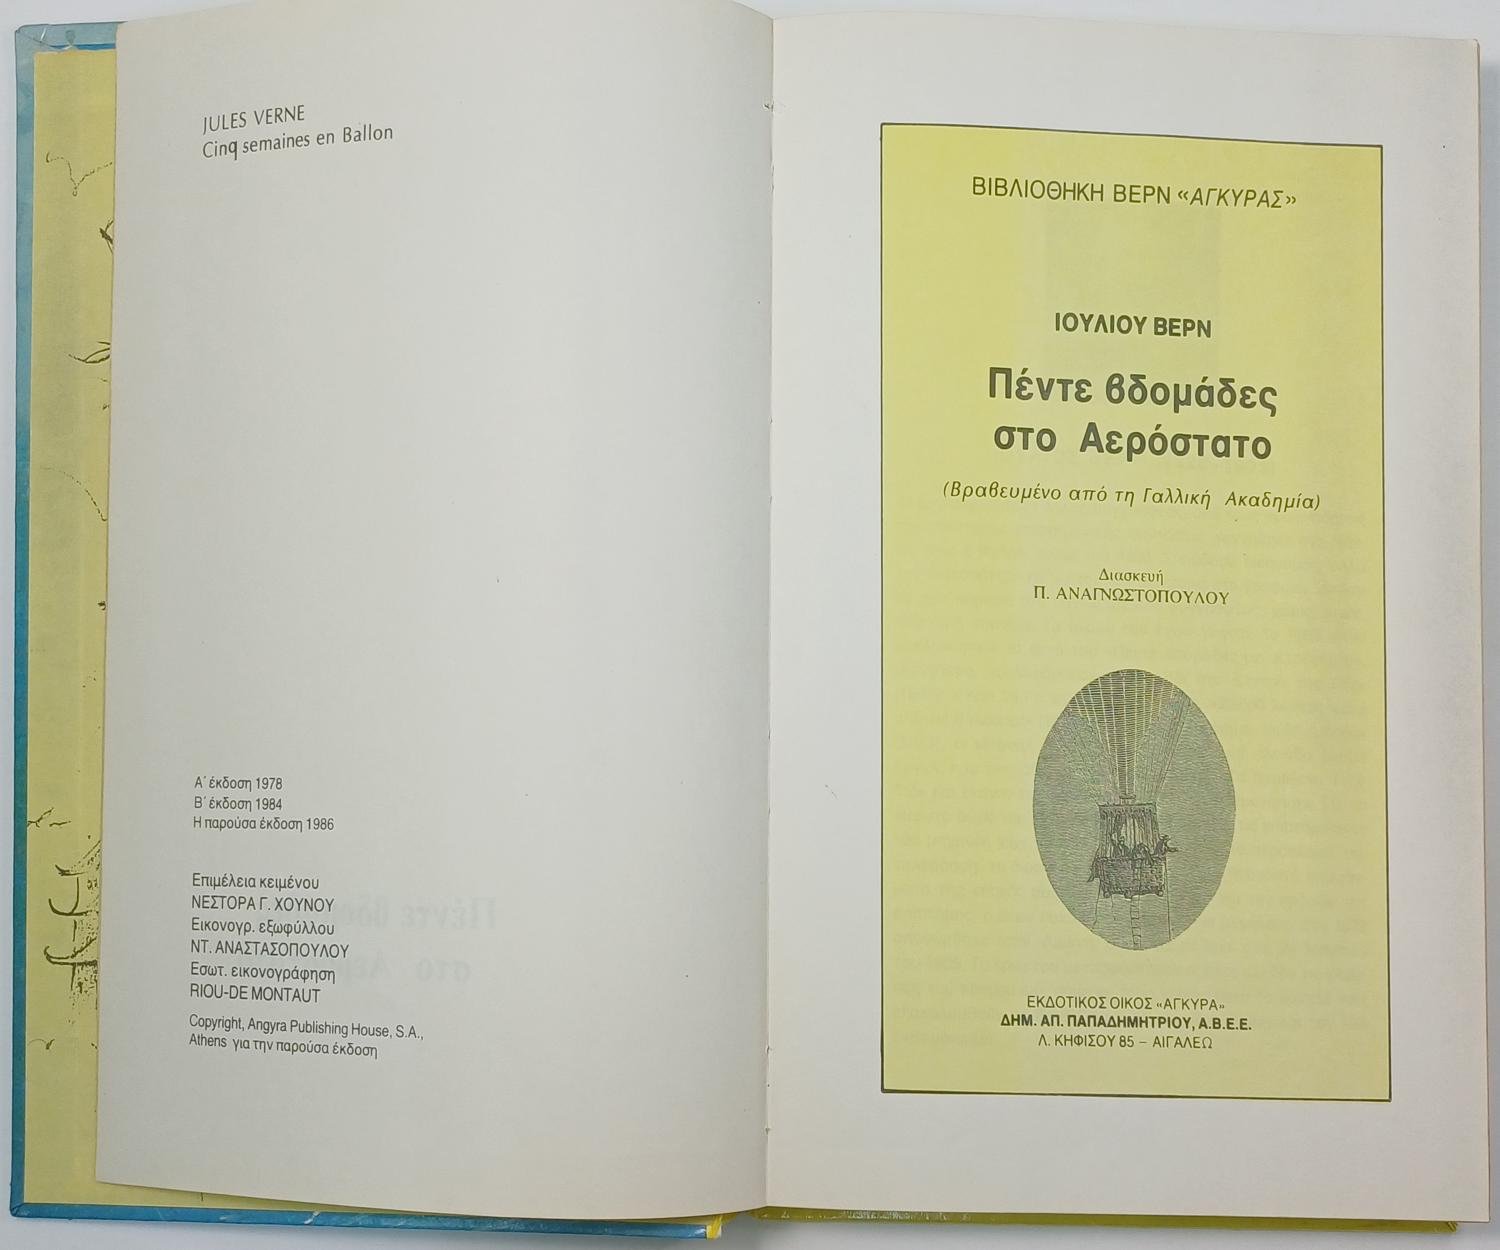 JULES VERNE
Cinq semaines en Ballon
Α΄ έκδοση 1978
Β΄ έκδοση 1984
Η παρούσα έκδοση 1986
Επιμέλεια κειμένου
ΝΕΣΤΟΡΑ Γ. ΧΟΥΝΟΥ
Εικονογρ. εξωφύλλου
ΝΤ. ΑΝΑΣΤΑΣΟΠΟΥΛΟΥ
Εσωτ. εικονογράφηση
RIOU-DE MONTAUT
Copyright, Angyra Publishing House, S.A.,
Athens για την παρούσα έκδοση
ΒΙΒΛΙΟΘΗΚΗ ΒΕΡΝ «ΑΓΚΥΡΑΣ»
ΙΟΥΛΙΟΥ ΒΕΡΝ
Πέντε βδομάδες
στο Αερόστατο
(Βραβευμένο από τη Γαλλική Ακαδημία)
Διασκευή
Π. ΑΝΑΓΝΩΣΤΟΠΟΥΛΟΥ
ΕΚΔΟΤΙΚΟΣ ΟΙΚΟΣ «ΑΓΚΥΡΑ»
ΔΗΜ. ΑΠ. ΠΑΠΑΔΗΜΗΤΡΙΟΥ, Α.Β.Ε.Ε.
Λ. ΚΗΦΙΣΟΥ 85 – ΑΙΓΑΛΕΩ